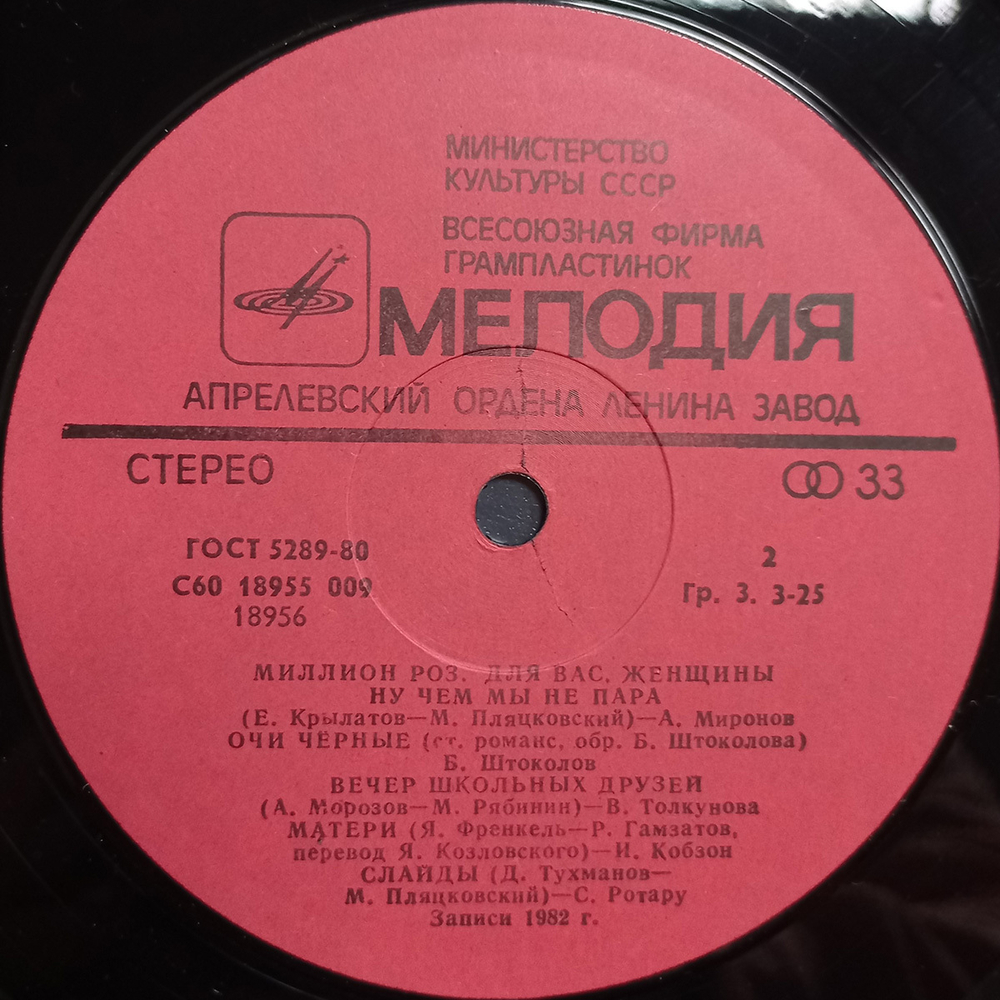 МИНИСТЕРСТВО
КУЛЬТУРЫ СССР
ВСЕСОЮЗНАЯ ФИРМА
ГРАМПЛАСТИНОК
МЕЛОДИЯ
АПРЕЛЕВСКИЙ ОРДЕНА ЛЕНИНА ЗАВОД
СТЕРЕО 33
ГОСТ 5289-80 2
С60 18955 009 Гр. 3. 3-25
18956
МИЛЛИОН РОЗ. ДЛЯ ВАС, ЖЕНЩИНЫ
НУ ЧЕМ МЫ НЕ ПАРА
(Е. Крылатов—М. Пляцковский)—А. Миронов
ОЧИ ЧЁРНЫЕ (ст. романс, обр. Б. Штоколова)
Б. Штоколов
ВЕЧЕР ШКОЛЬНЫХ ДРУЗЕЙ
(А. Морозов—М. Рябинин)—В. Толкунова
МАТЕРИ (Я. Френкель—Р. Гамзатов,
перевод Я. Козловского)—И. Кобзон
СЛАЙДЫ (Д. Тухманов—
М. Пляцковский)—С. Ротару
Записи 1982 г.